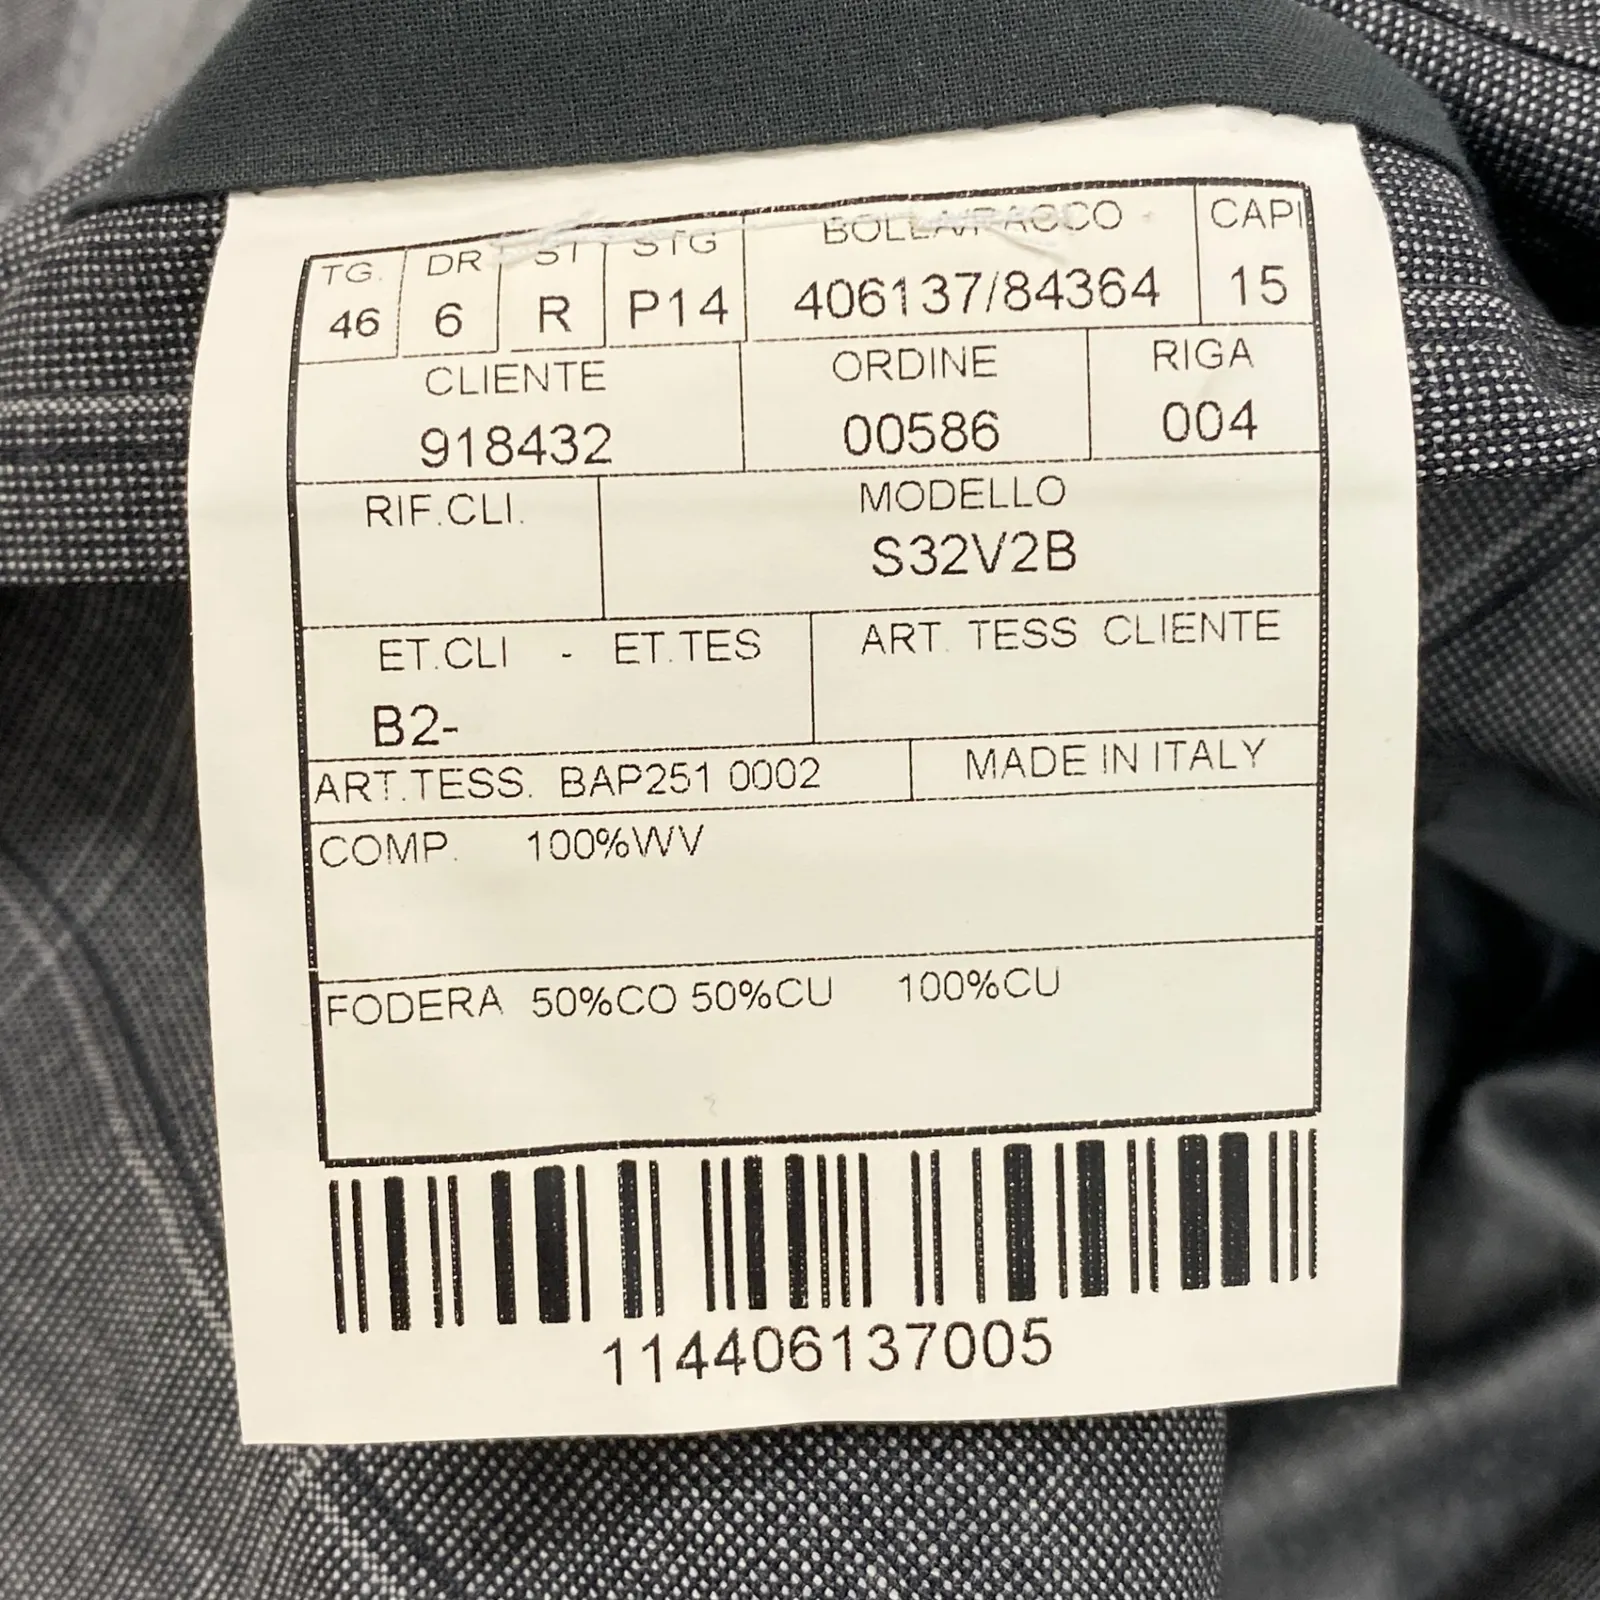 TG. DR ST STG BOLLA/PACCO CAPI
46 6 R P14 406137/84364 15
CLIENTE ORDINE RIGA
918432 00586 004
RIF.CLI. MODELLO
S32V2B
ET.CLI - ET.TES ART. TESS CLIENTE
B2-
ART.TESS. BAP251 0002 MADE IN ITALY
COMP. 100%WV
FODERA 50%CO 50%CU 100%CU
114406137005